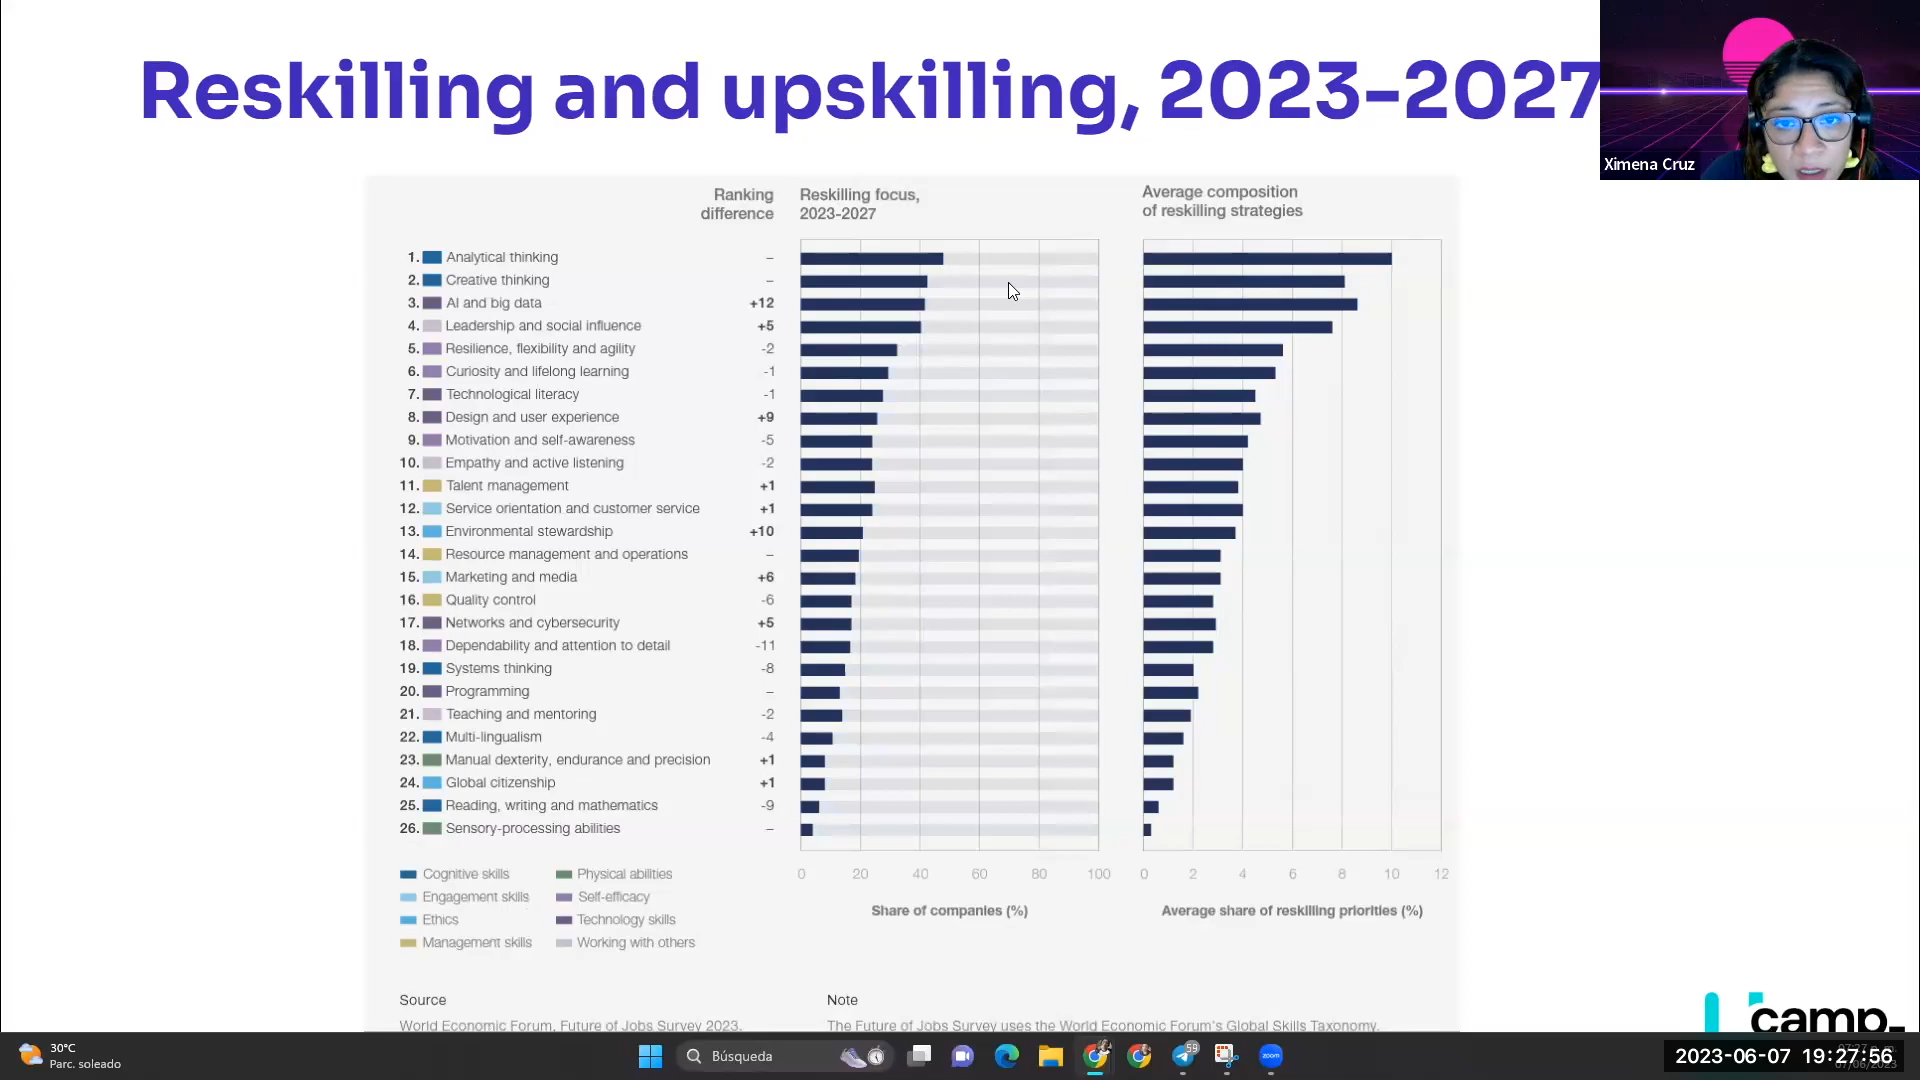 Reskilling and upskilling, 2023-2027
Ximena Cruz
Ranking difference
Reskilling focus, 2023-2027
Average composition of reskilling strategies
1. Analytical thinking –
2. Creative thinking –
3. AI and big data +12
4. Leadership and social influence +5
5. Resilience, flexibility and agility -2
6. Curiosity and lifelong learning -1
7. Technological literacy -1
8. Design and user experience +9
9. Motivation and self-awareness -5
10. Empathy and active listening -2
11. Talent management +1
12. Service orientation and customer service +1
13. Environmental stewardship +10
14. Resource management and operations –
15. Marketing and media +6
16. Quality control -6
17. Networks and cybersecurity +5
18. Dependability and attention to detail -11
19. Systems thinking -8
20. Programming –
21. Teaching and mentoring -2
22. Multi-lingualism -4
23. Manual dexterity, endurance and precision +1
24. Global citizenship +1
25. Reading, writing and mathematics -9
26. Sensory-processing abilities –
0 20 40 60 80 100
0 2 4 6 8 10 12
Share of companies (%)
Average share of reskilling priorities (%)
Cognitive skills Physical abilities
Engagement skills Self-efficacy
Ethics Technology skills
Management skills Working with others
Source
World Economic Forum, Future of Jobs Survey 2023.
Note
The Future of Jobs Survey uses the World Economic Forum's Global Skills Taxonomy.
camp.
30°C
Parc. soleado
Búsqueda
59
zoom
2023-06-07 19:27:56